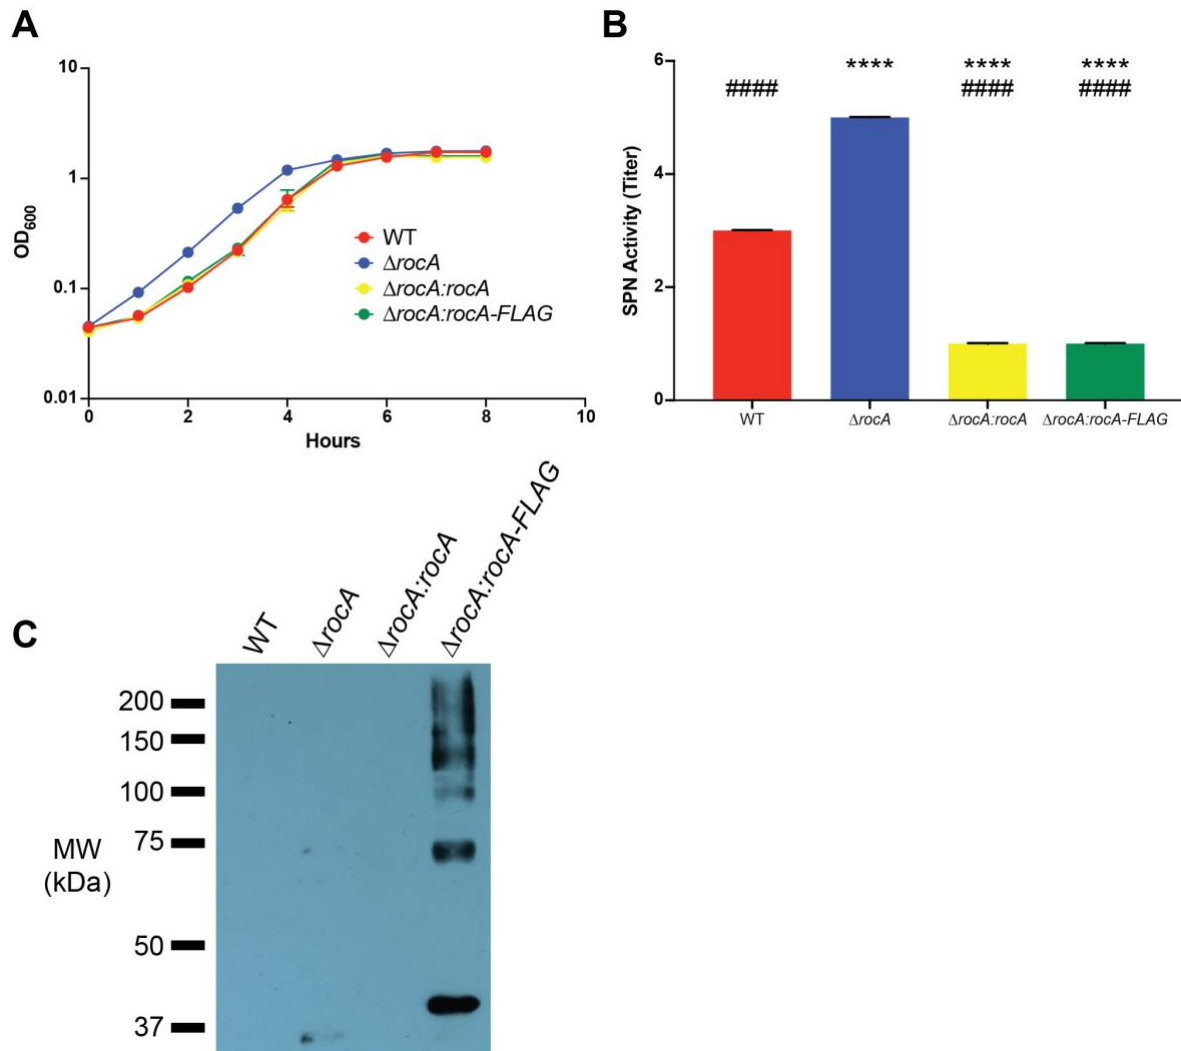 A
10
1
0.1
0.01
OD600
0
2
4
6
8
10
Hours
WT
ΔrocA
ΔrocA:rocA
ΔrocA:rocA-FLAG
B
6
4
2
0
SPN Activity (Titer)
####
****
****
####
****
####
WT
ΔrocA
ΔrocA:rocA
ΔrocA:rocA-FLAG
C
WT
ΔrocA
ΔrocA:rocA
ΔrocA:rocA-FLAG
200
150
100
75
50
37
MW
(kDa)